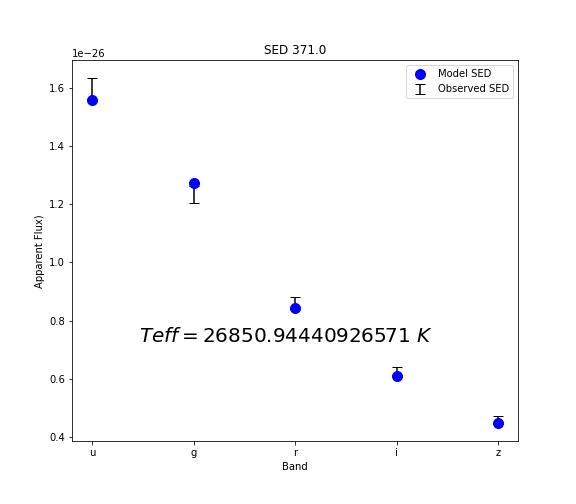 SED 371.0
1e−26
Model SED
Observed SED
1.6
1.4
1.2
1.0
0.8
0.6
0.4
Apparent Flux)
Teff = 26850.94440926571 K
u g r i z
Band